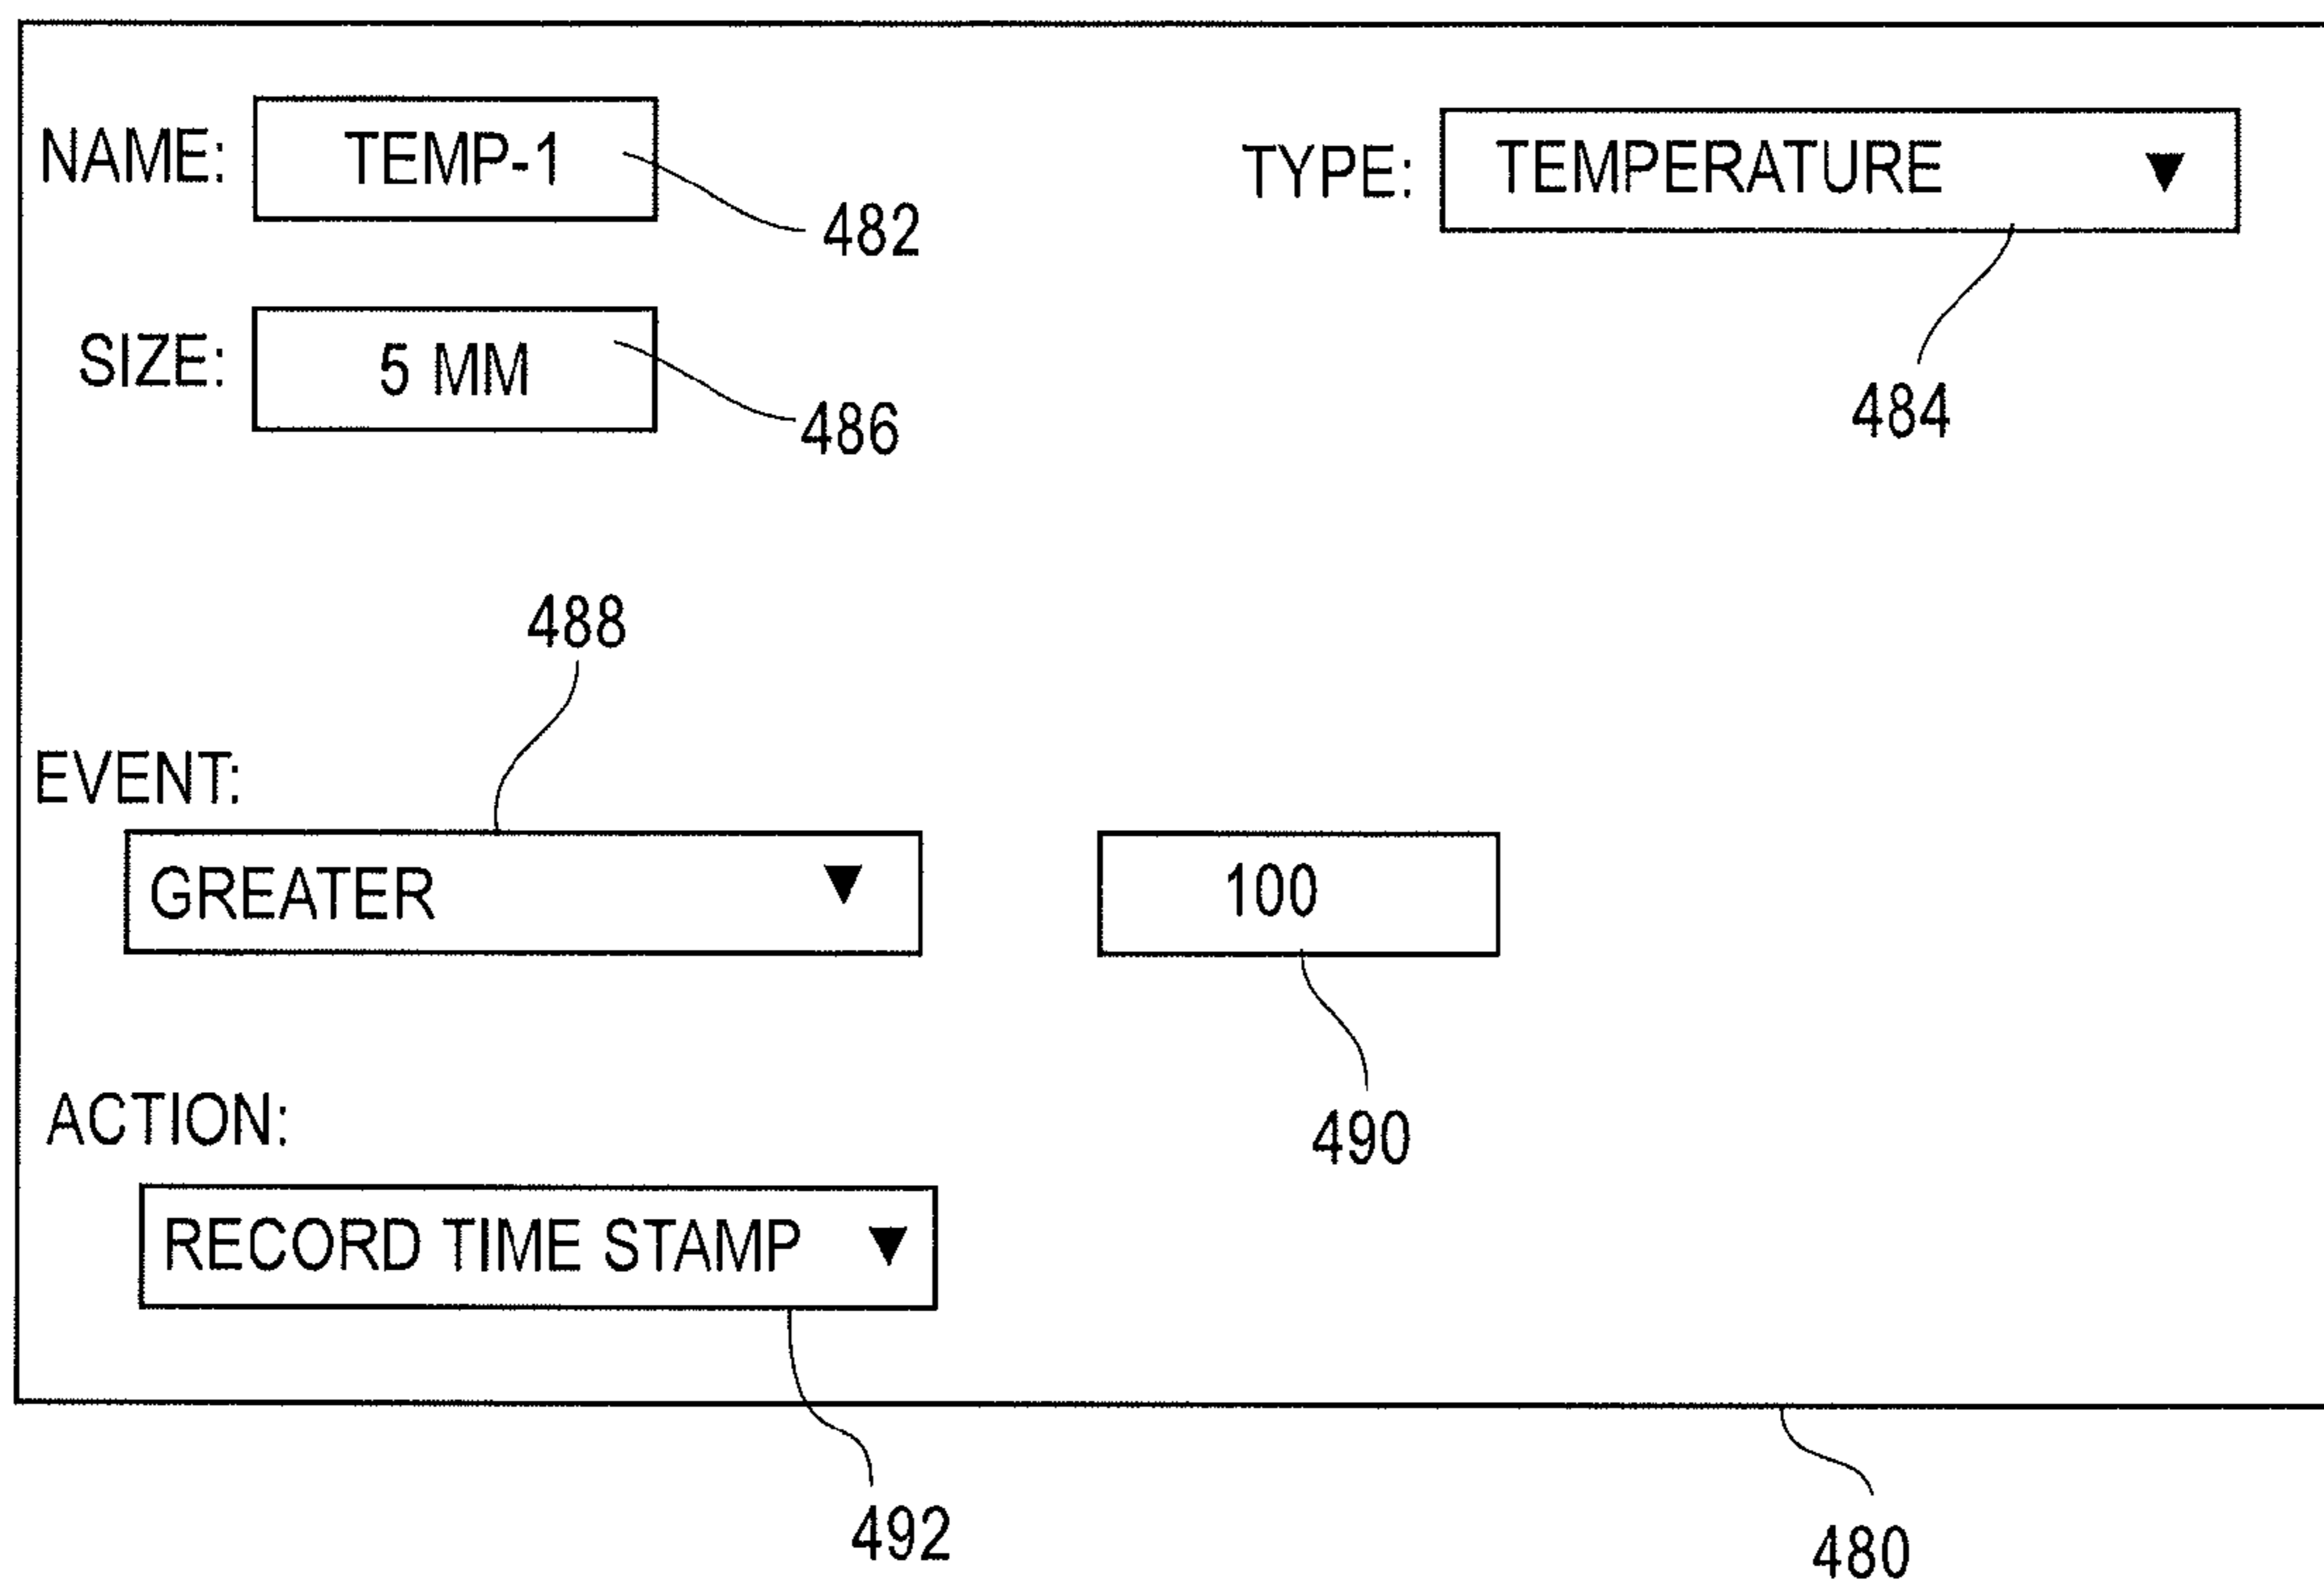 NAME: TEMP-1
TYPE: TEMPERATURE ▼
482
SIZE: 5 MM
486
484
488
EVENT:
GREATER ▼
100
490
ACTION:
RECORD TIME STAMP ▼
492
480